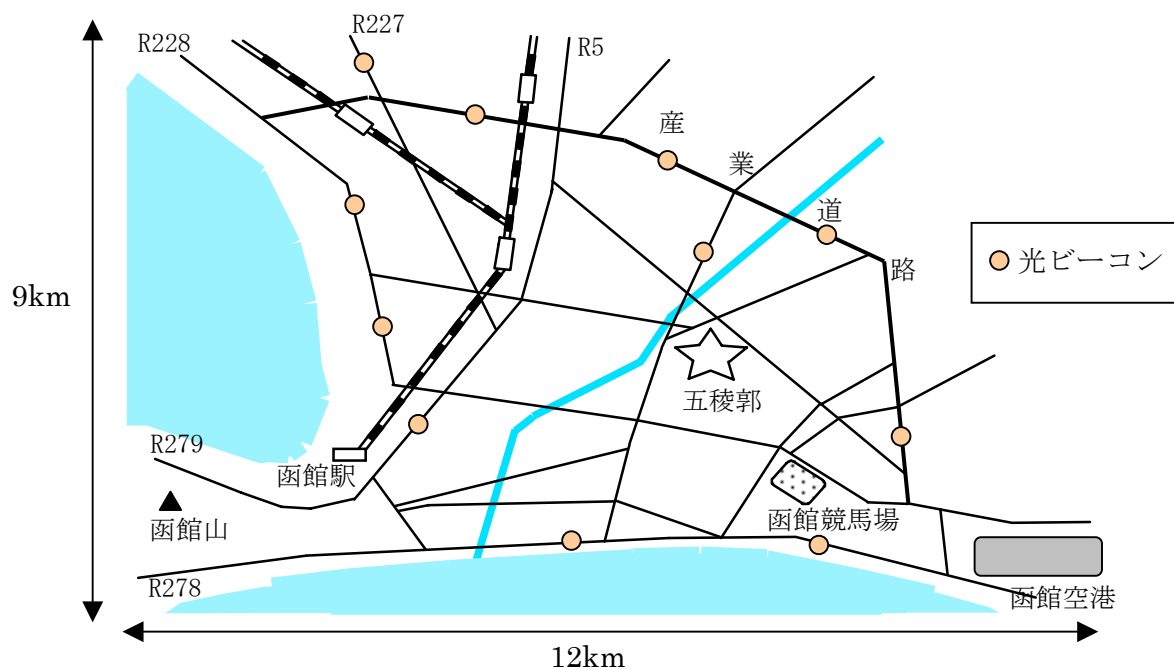 R227
R228
R5
産
業
道
路
光ビーコン
9km
五稜郭
R279
函館駅
函館山
函館競馬場
R278
函館空港
12km